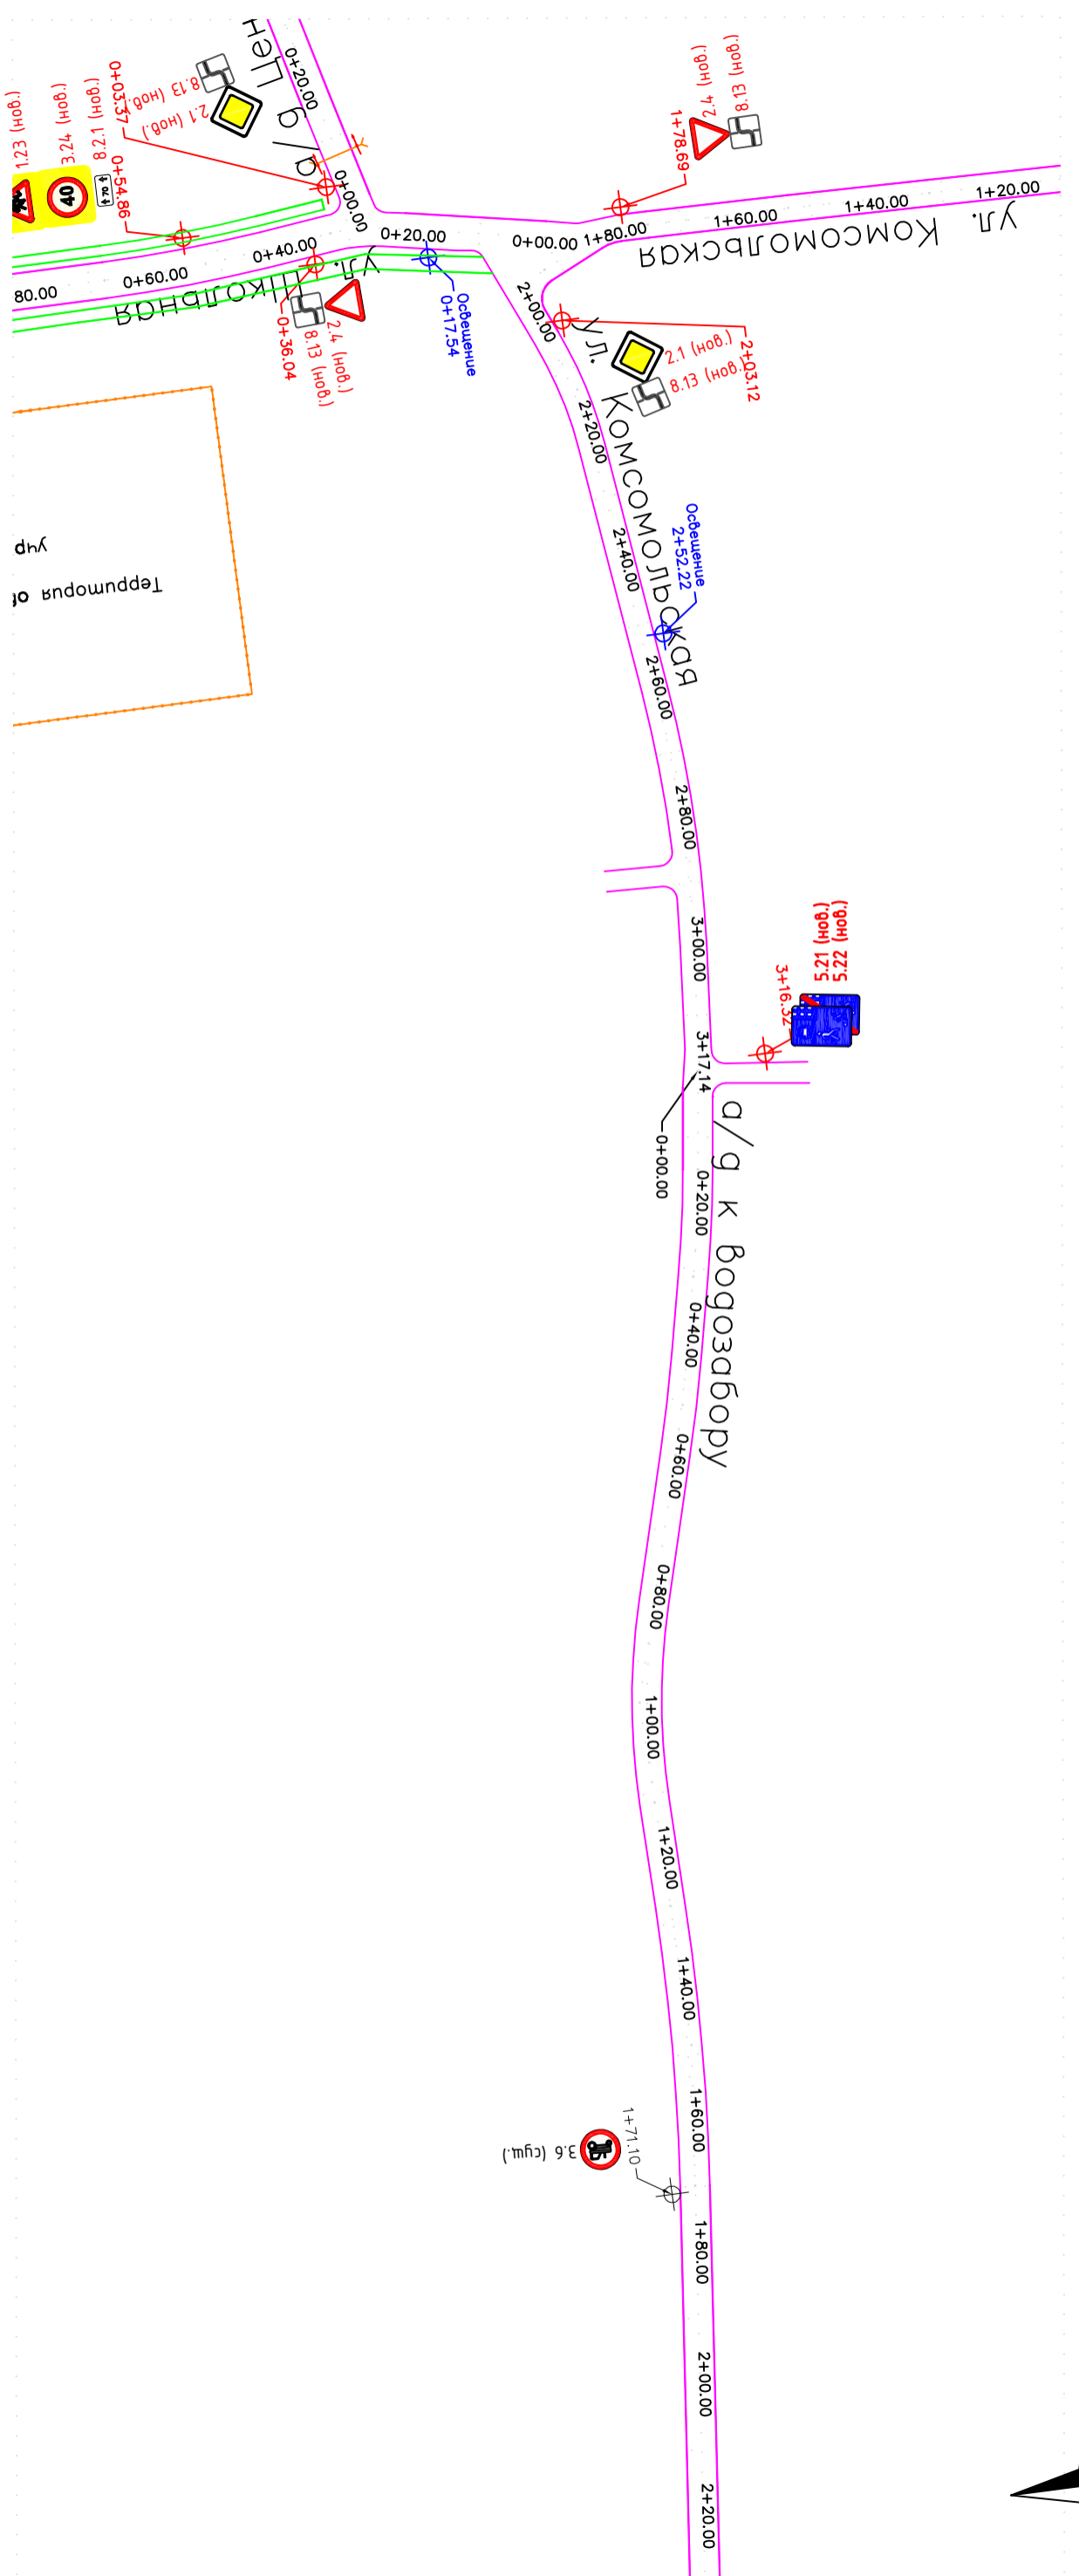 Цен
а/д
0+20.00
0+00.00
8.13 (нов.)
2.1 (нов.)
0+03.37
1.23 (нов.)
3.24 (нов.)
8.2.1 (нов.)
0+54.86
40
8.13 (нов.)
2.4 (нов.)
1+78.69
ул. Комсомольская
1+20.00
1+40.00
1+60.00
1+80.00
0+00.00
0+20.00
0+40.00
0+60.00
80.00
ул. Школьная
Освещение
0+17.54
2.4 (нов.)
8.13 (нов.)
0+36.04
2+00.00
2+03.12
2.1 (нов.)
8.13 (нов.)
ул. Комсомольская
2+20.00
2+40.00
Освещение
2+52.22
2+60.00
2+80.00
Территория об
учр
3+00.00
5.21 (нов.)
5.22 (нов.)
3+16.32
3+17.14
0+00.00
а/д к водозабору
0+20.00
0+40.00
0+60.00
0+80.00
1+00.00
1+20.00
1+40.00
1+60.00
1+71.10
3.6 (сущ.)
1+80.00
2+00.00
2+20.00